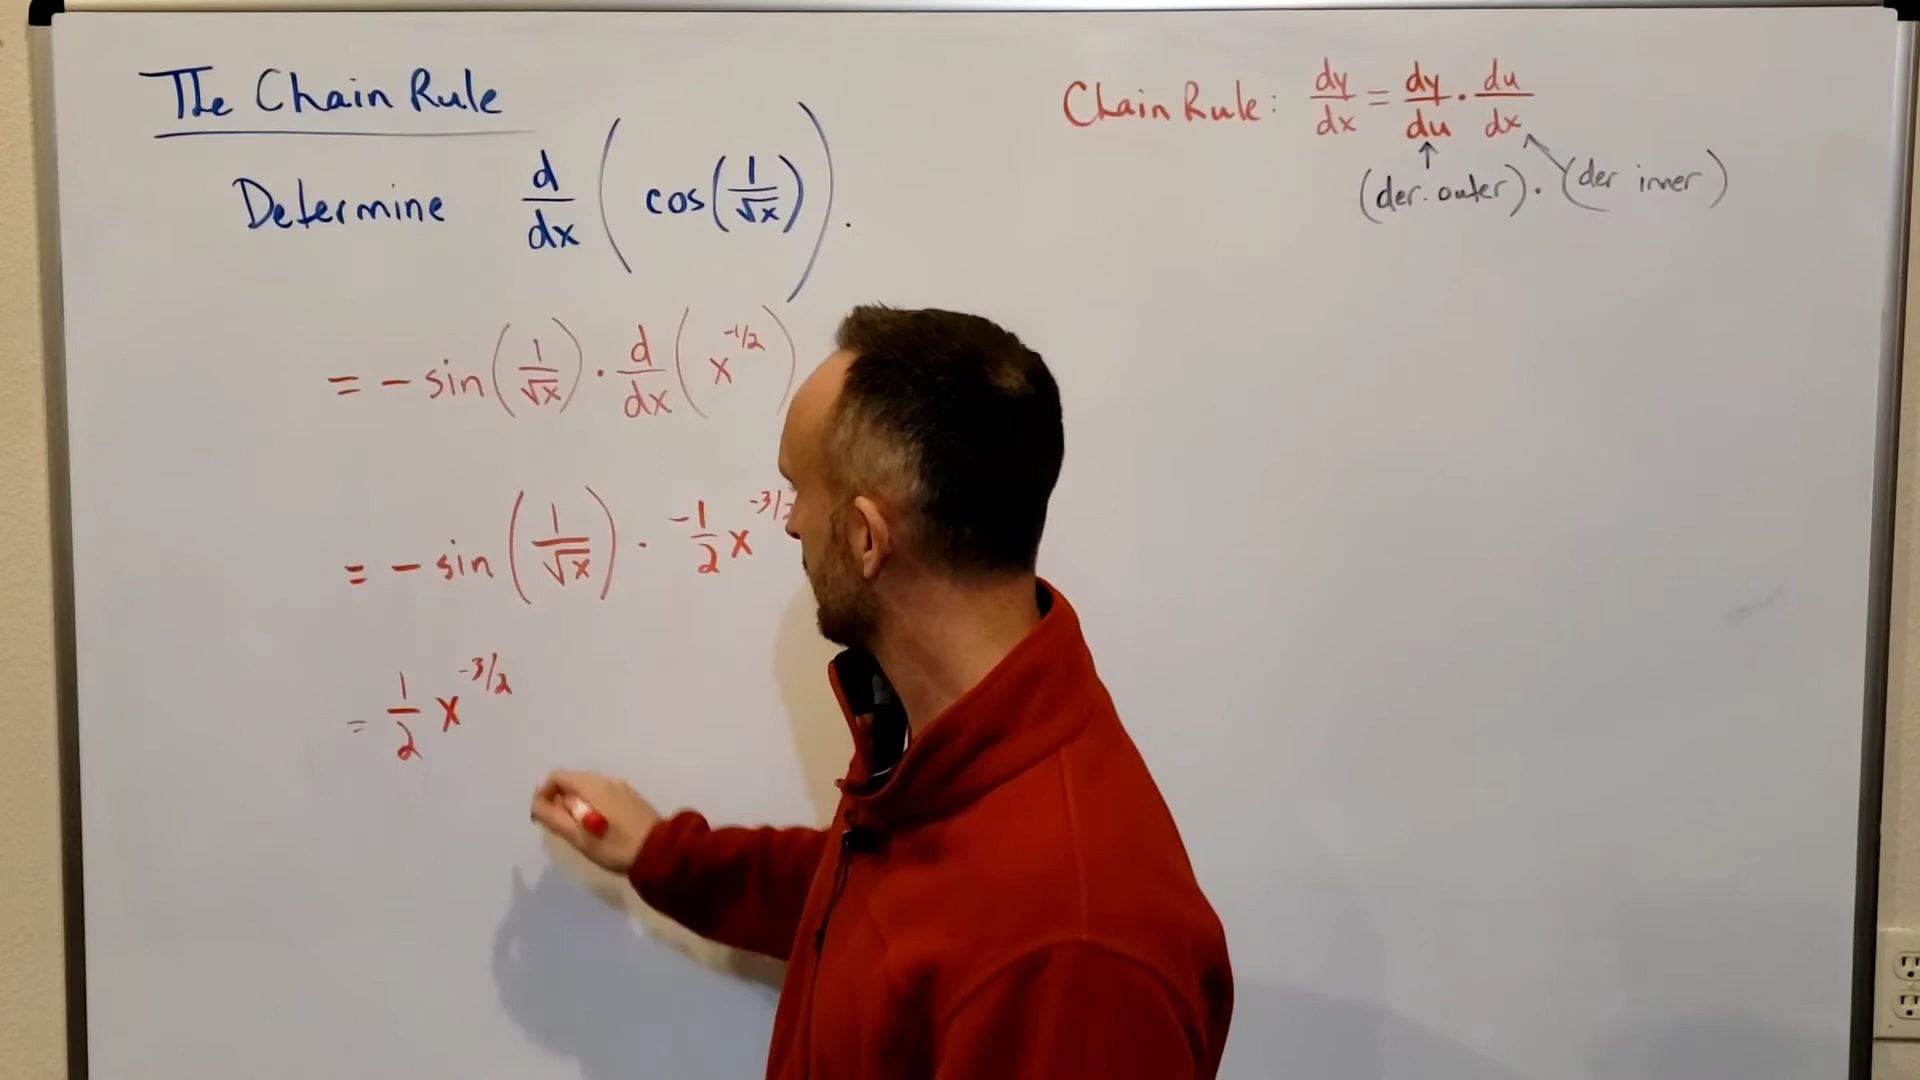 The Chain Rule
Chain Rule: dy/dx = dy/du · du/dx
(der. outer) · (der inner)
Determine d/dx ( cos(1/√x) ).
= - sin(1/√x) · d/dx ( x^-1/2 )
= - sin (1/√x) · -1/2 x^-3/2
= 1/2 x^-3/2